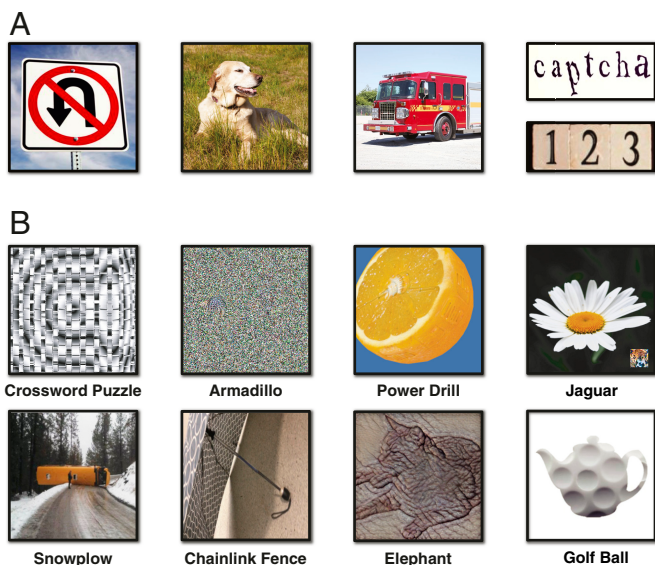 A
captcha
1 2 3
B
Crossword Puzzle
Armadillo
Power Drill
Jaguar
Snowplow
Chainlink Fence
Elephant
Golf Ball